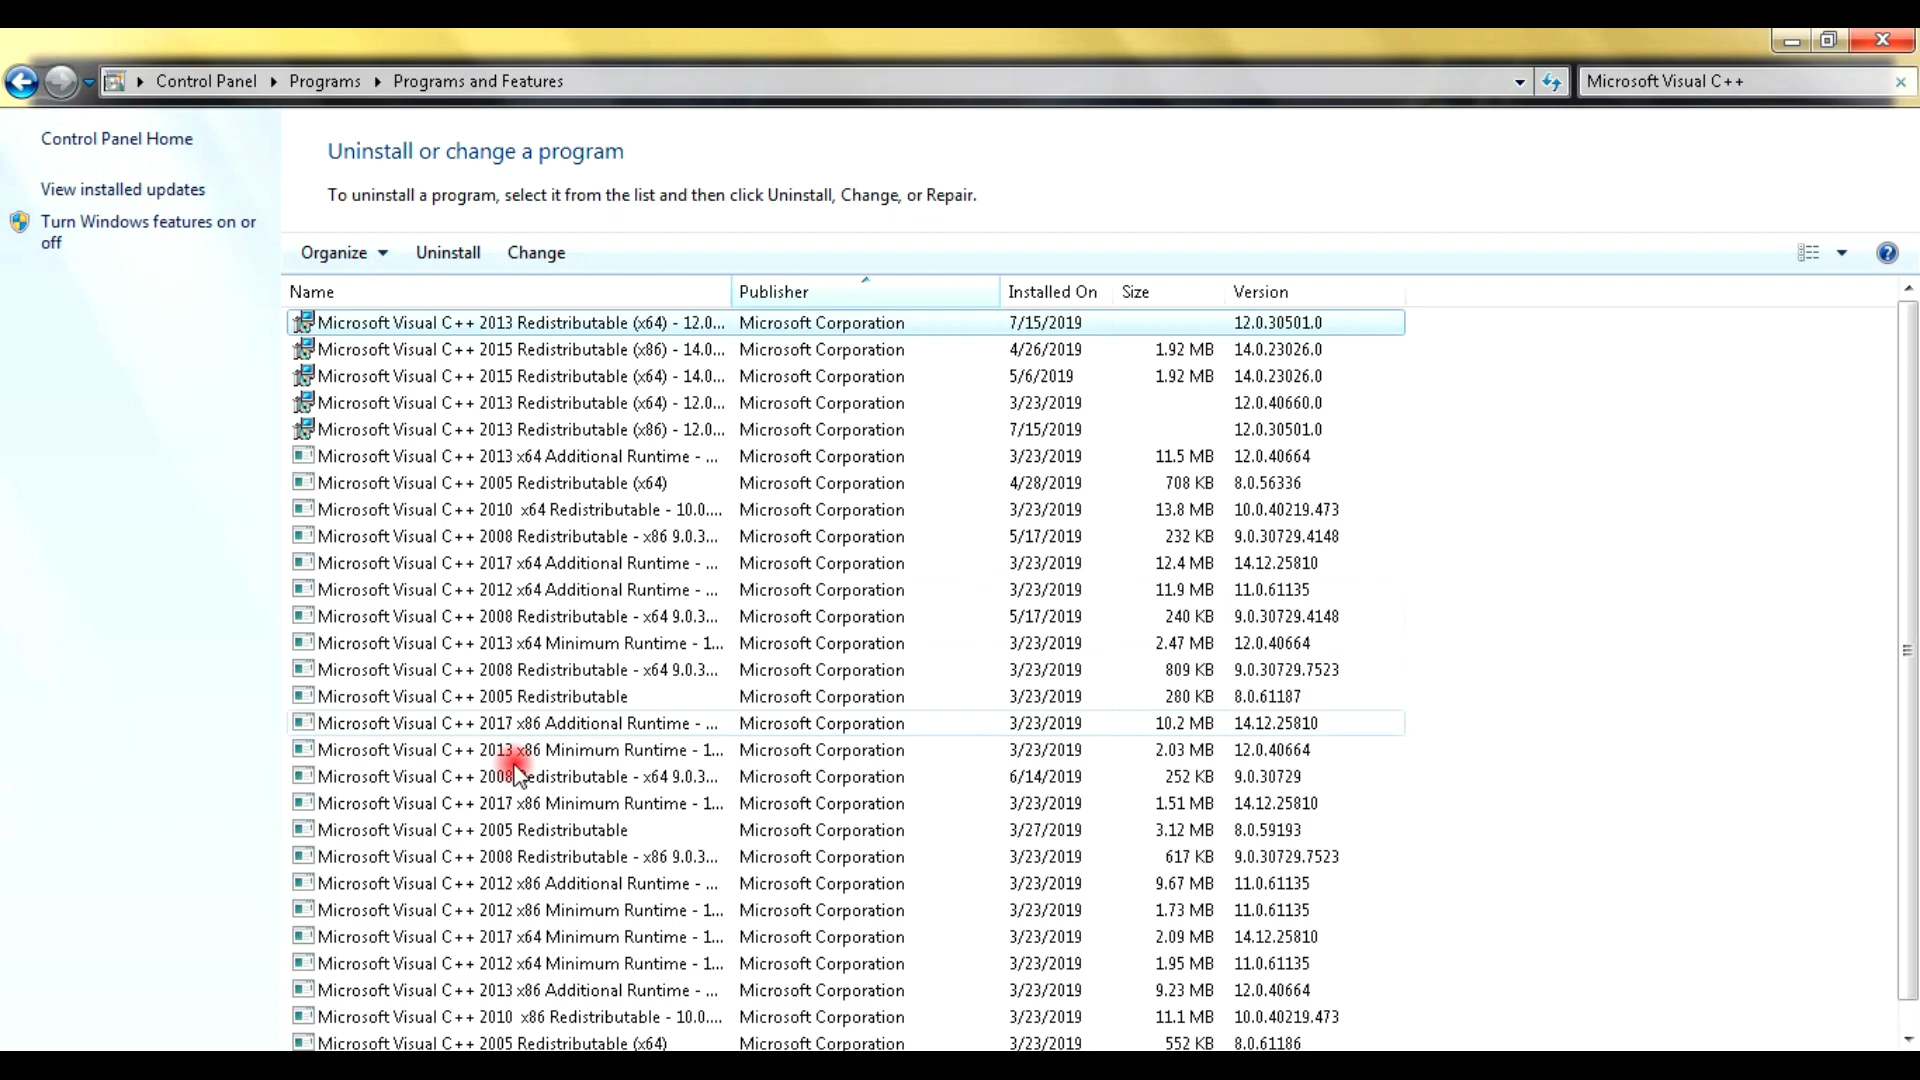 Control Panel Programs Programs and Features Microsoft Visual C++
Control Panel Home
View installed updates
Turn Windows features on or
off
Uninstall or change a program
To uninstall a program, select it from the list and then click Uninstall, Change, or Repair.
Organize Uninstall Change
Name Publisher Installed On Size Version
Microsoft Visual C++ 2013 Redistributable (x64) - 12.0... Microsoft Corporation 7/15/2019 12.0.30501.0
Microsoft Visual C++ 2015 Redistributable (x86) - 14.0... Microsoft Corporation 4/26/2019 1.92 MB 14.0.23026.0
Microsoft Visual C++ 2015 Redistributable (x64) - 14.0... Microsoft Corporation 5/6/2019 1.92 MB 14.0.23026.0
Microsoft Visual C++ 2013 Redistributable (x64) - 12.0... Microsoft Corporation 3/23/2019 12.0.40660.0
Microsoft Visual C++ 2013 Redistributable (x86) - 12.0... Microsoft Corporation 7/15/2019 12.0.30501.0
Microsoft Visual C++ 2013 x64 Additional Runtime - ... Microsoft Corporation 3/23/2019 11.5 MB 12.0.40664
Microsoft Visual C++ 2005 Redistributable (x64) Microsoft Corporation 4/28/2019 708 KB 8.0.56336
Microsoft Visual C++ 2010 x64 Redistributable - 10.0.... Microsoft Corporation 3/23/2019 13.8 MB 10.0.40219.473
Microsoft Visual C++ 2008 Redistributable - x86 9.0.3... Microsoft Corporation 5/17/2019 232 KB 9.0.30729.4148
Microsoft Visual C++ 2017 x64 Additional Runtime - ... Microsoft Corporation 3/23/2019 12.4 MB 14.12.25810
Microsoft Visual C++ 2012 x64 Additional Runtime - ... Microsoft Corporation 3/23/2019 11.9 MB 11.0.61135
Microsoft Visual C++ 2008 Redistributable - x64 9.0.3... Microsoft Corporation 5/17/2019 240 KB 9.0.30729.4148
Microsoft Visual C++ 2013 x64 Minimum Runtime - 1... Microsoft Corporation 3/23/2019 2.47 MB 12.0.40664
Microsoft Visual C++ 2008 Redistributable - x64 9.0.3... Microsoft Corporation 3/23/2019 809 KB 9.0.30729.7523
Microsoft Visual C++ 2005 Redistributable Microsoft Corporation 3/23/2019 280 KB 8.0.61187
Microsoft Visual C++ 2017 x86 Additional Runtime - ... Microsoft Corporation 3/23/2019 10.2 MB 14.12.25810
Microsoft Visual C++ 2013 x86 Minimum Runtime - 1... Microsoft Corporation 3/23/2019 2.03 MB 12.0.40664
Microsoft Visual C++ 2008 Redistributable - x64 9.0.3... Microsoft Corporation 6/14/2019 252 KB 9.0.30729
Microsoft Visual C++ 2017 x86 Minimum Runtime - 1... Microsoft Corporation 3/23/2019 1.51 MB 14.12.25810
Microsoft Visual C++ 2005 Redistributable Microsoft Corporation 3/27/2019 3.12 MB 8.0.59193
Microsoft Visual C++ 2008 Redistributable - x86 9.0.3... Microsoft Corporation 3/23/2019 617 KB 9.0.30729.7523
Microsoft Visual C++ 2012 x86 Additional Runtime - ... Microsoft Corporation 3/23/2019 9.67 MB 11.0.61135
Microsoft Visual C++ 2012 x86 Minimum Runtime - 1... Microsoft Corporation 3/23/2019 1.73 MB 11.0.61135
Microsoft Visual C++ 2017 x64 Minimum Runtime - 1... Microsoft Corporation 3/23/2019 2.09 MB 14.12.25810
Microsoft Visual C++ 2012 x64 Minimum Runtime - 1... Microsoft Corporation 3/23/2019 1.95 MB 11.0.61135
Microsoft Visual C++ 2013 x86 Additional Runtime - ... Microsoft Corporation 3/23/2019 9.23 MB 12.0.40664
Microsoft Visual C++ 2010 x86 Redistributable - 10.0.... Microsoft Corporation 3/23/2019 11.1 MB 10.0.40219.473
Microsoft Visual C++ 2005 Redistributable (x64) Microsoft Corporation 3/23/2019 552 KB 8.0.61186